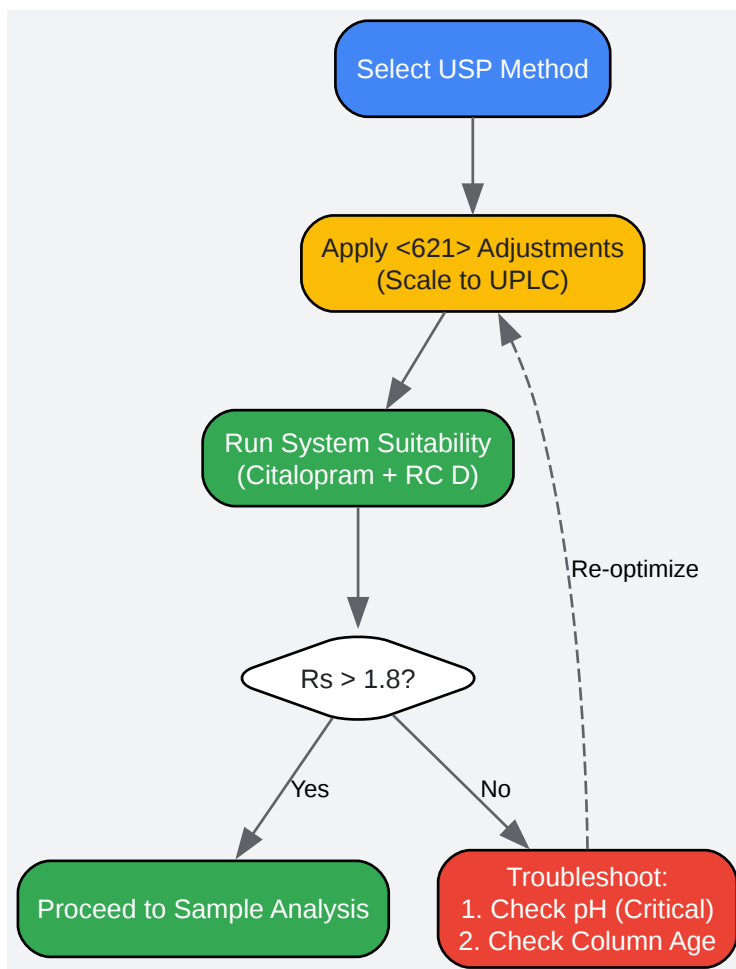 Select USP Method
Apply <621> Adjustments
(Scale to UPLC)
Run System Suitability
(Citalopram + RC D)
Re-optimize
Rs > 1.8?
Yes
No
Proceed to Sample Analysis
Troubleshoot:
1. Check pH (Critical)
2. Check Column Age